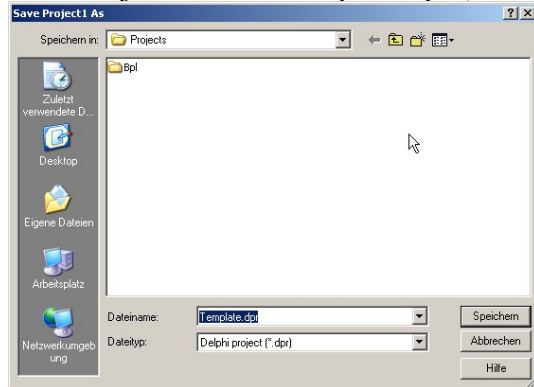 Save Project1 As
Speichern in:
Projects
Bpl
Zuletzt
verwendete D...
Desktop
Eigene Dateien
Arbeitsplatz
Netzwerkumgeb
ung
Dateiname:
Template.dpr
Speichern
Dateityp:
Delphi project (*.dpr)
Abbrechen
Hilfe